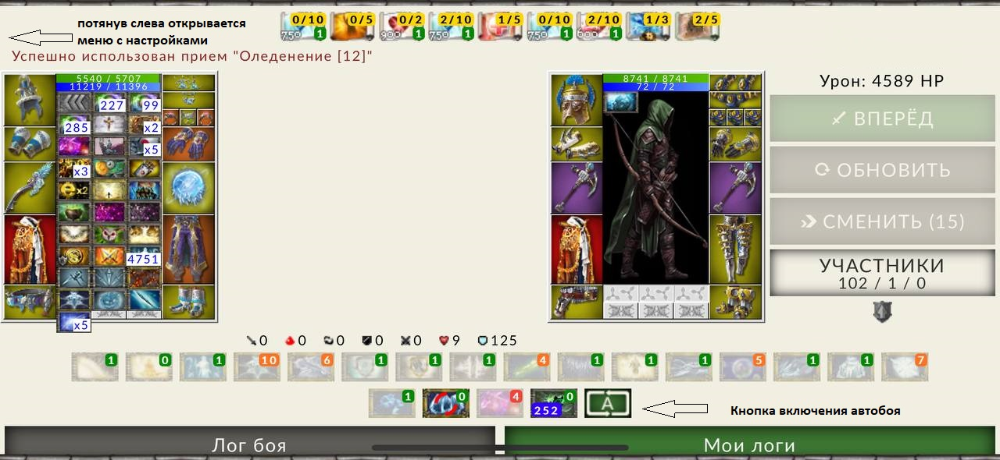 потянув слева открывается
меню с настройками
0/10 0/5 0/2 2/10 1/5 0/10 2/10 1/3 2/5
750 1 900 1 750 1 750 1 600 1
Успешно использован прием "Оледенение [12]"
5540 / 5707
11219 / 11396
227 99
285 x2
x5
x3
x2
4751
x5
8741 / 8741
72 / 72
Урон: 4589 HP
ВПЕРЁД
ОБНОВИТЬ
СМЕНИТЬ (15)
УЧАСТНИКИ
102 / 1 / 0
0 0 0 0 0 9 125
1 0 1 10 6 1 1 1 4 1 1 1 5 1 1 7
1 0 4 0
252
A
Кнопка включения автобоя
Лог боя
Мои логи